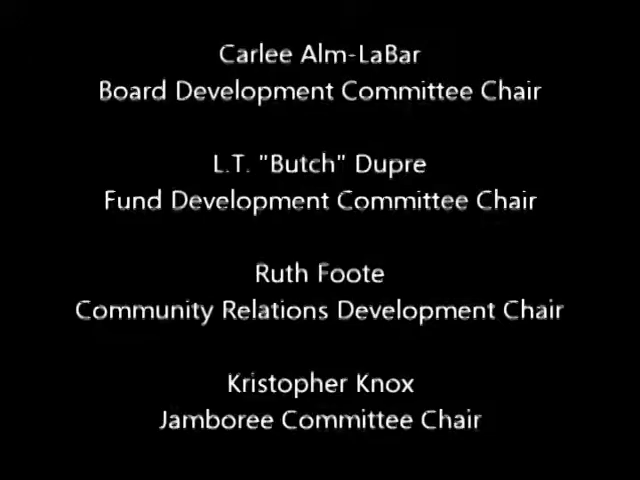 Carlee Alm-LaBar
Board Development Committee Chair
L.T. "Butch" Dupre
Fund Development Committee Chair
Ruth Foote
Community Relations Development Chair
Kristopher Knox
Jamboree Committee Chair